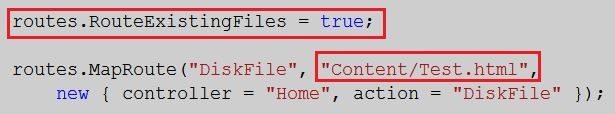 routes.RouteExistingFiles = true;
routes.MapRoute("DiskFile", "Content/Test.html",
new { controller = "Home", action = "DiskFile" });